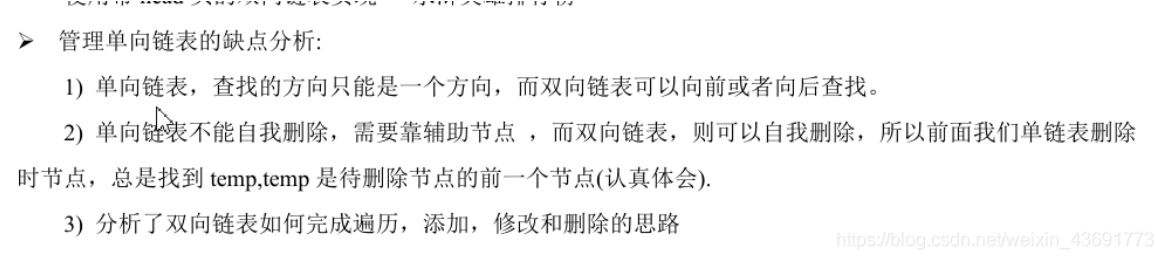 ➢ 管理单向链表的缺点分析:
1) 单向链表，查找的方向只能是一个方向，而双向链表可以向前或者向后查找。
2) 单向链表不能自我删除，需要靠辅助节点 ，而双向链表，则可以自我删除，所以前面我们单链表删除
时节点，总是找到 temp,temp 是待删除节点的前一个节点(认真体会).
3) 分析了双向链表如何完成遍历，添加，修改和删除的思路
https://blog.csdn.net/weixin_43691773